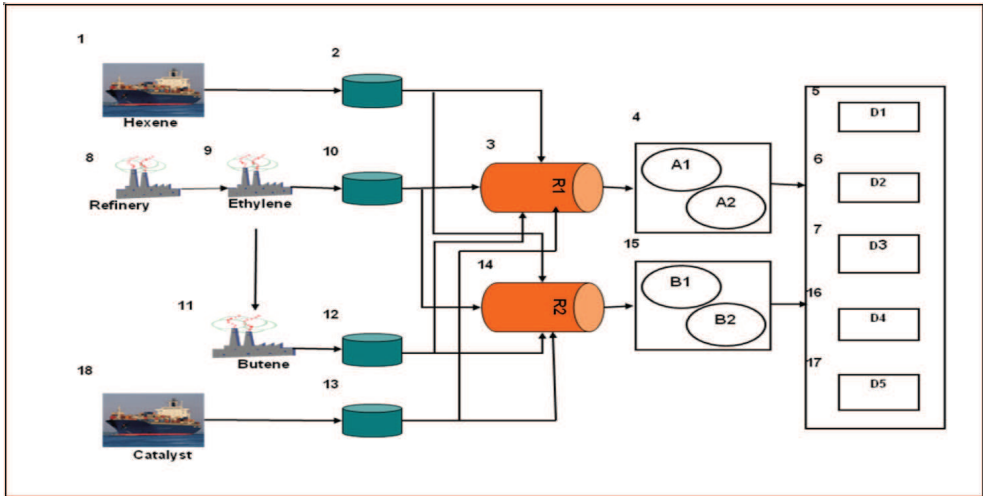 1
2
Hexene
3
4
5
D1
8
9
10
R1
A1
A2
6
D2
Refinery
Ethylene
7
D3
14
15
R2
B1
B2
16
D4
11
12
Butene
17
D5
18
13
Catalyst